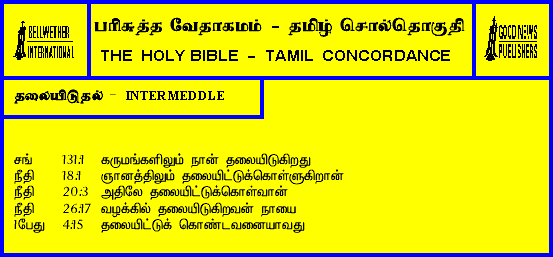 BELLWETHER
INTERNATIONAL
பரிசுத்த வேதாகமம் - தமிழ் சொல்தொகுதி
THE HOLY BIBLE - TAMIL CONCORDANCE
GOOD NEWS
PUBLISHERS
தலையிடுதல் - INTERMEDDLE
சங் 131:1 கருமங்களிலும் நான் தலையிடுகிறது
நீதி 18:1 ஞானத்திலும் தலையிட்டுக்கொள்ளுகிறான்
நீதி 20:3 அதிலே தலையிட்டுக்கொள்வான்
நீதி 26:17 வழக்கில் தலையிடுகிறவன் நாயை
1பேது 4:15 தலையிட்டுக் கொண்டவனையாவது